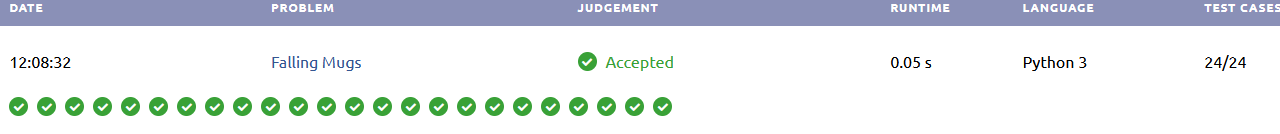 DATE PROBLEM JUDGEMENT RUNTIME LANGUAGE TEST CASES
12:08:32 Falling Mugs Accepted 0.05 s Python 3 24/24